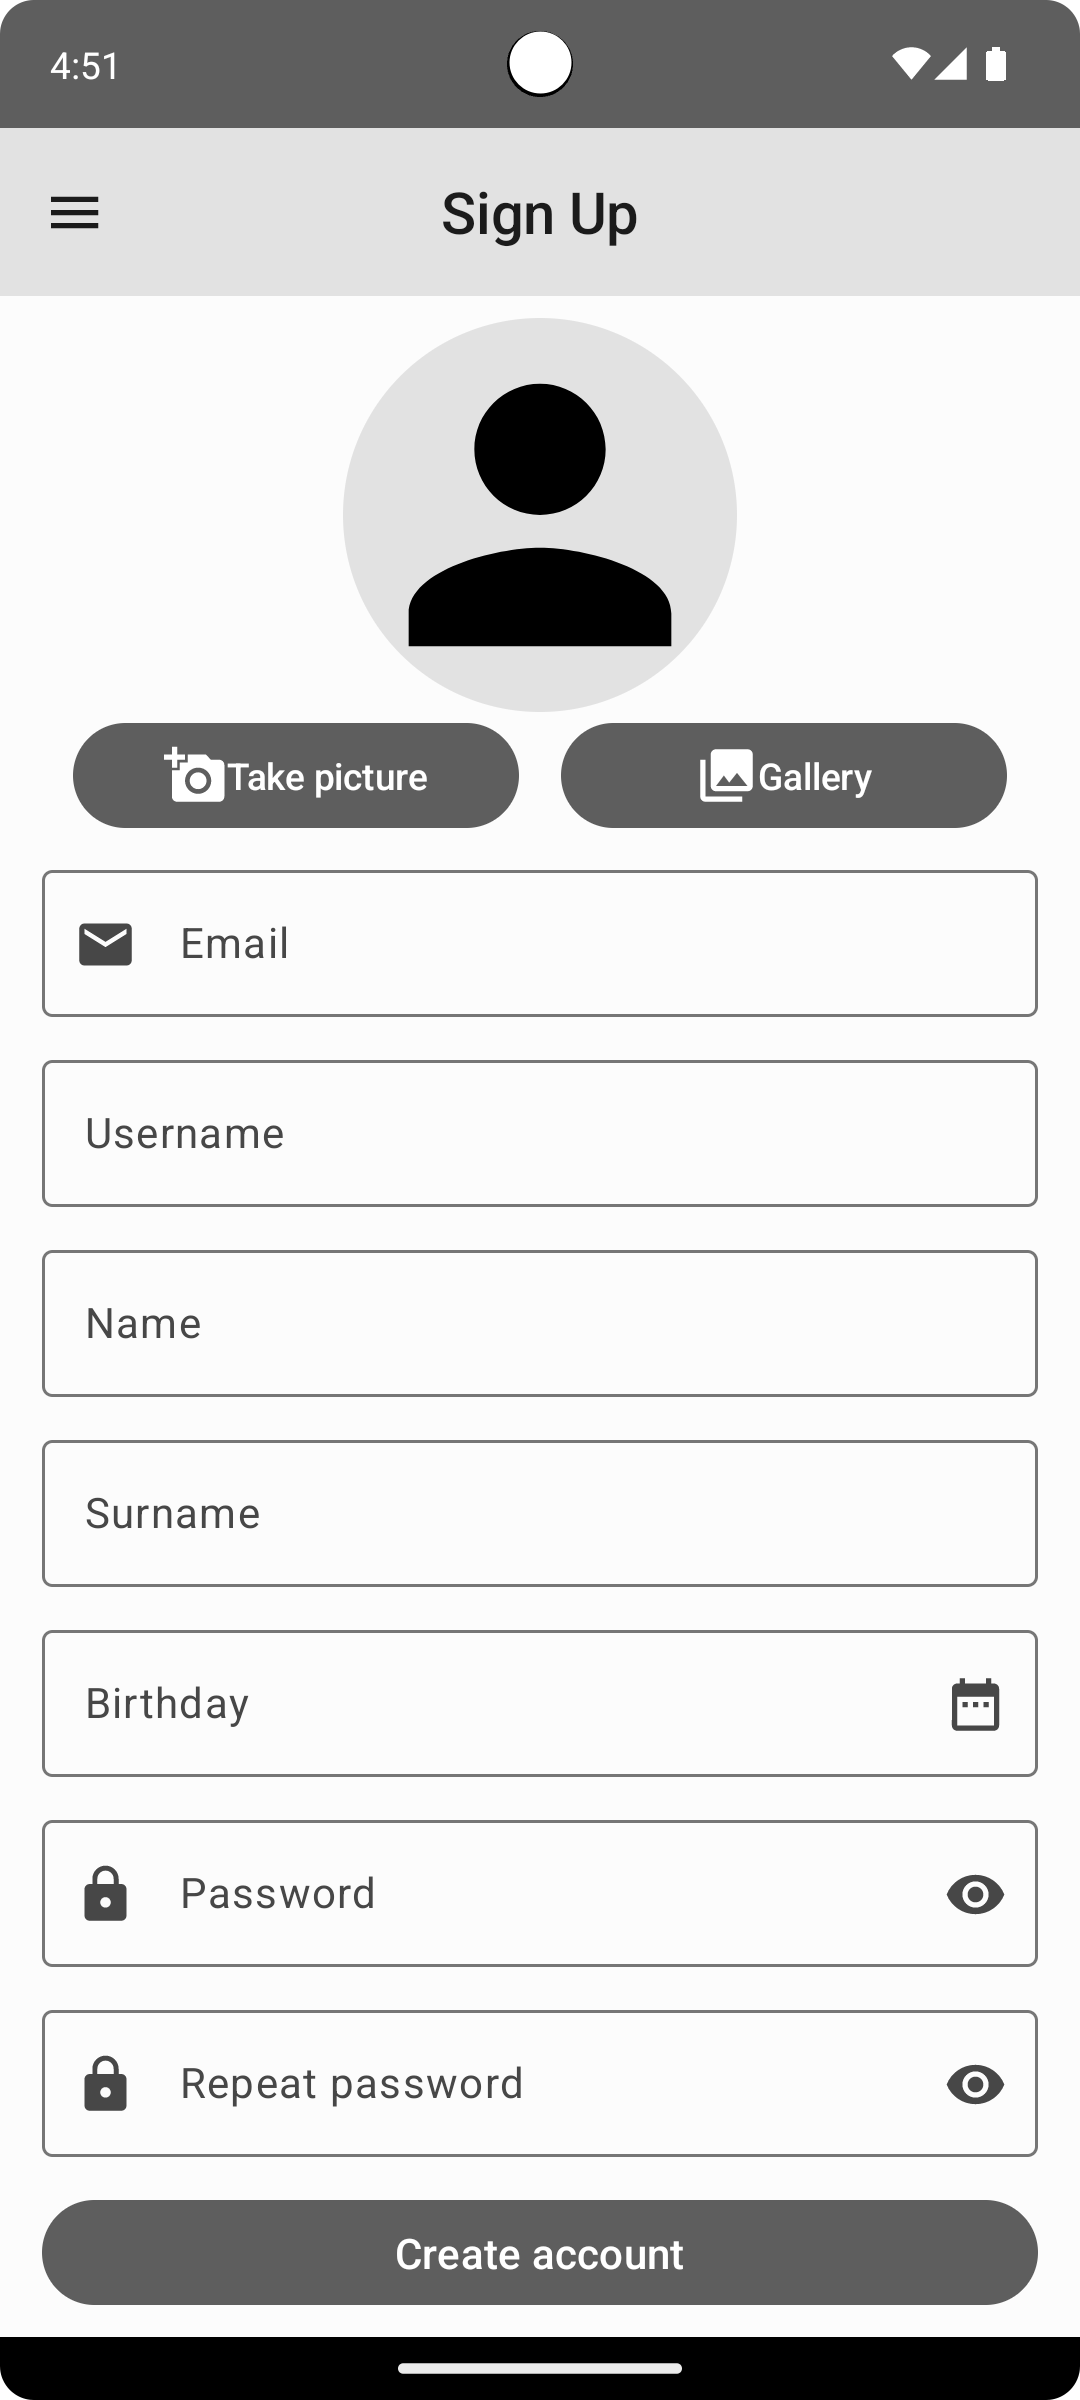 4:51
Sign Up
Take picture
Gallery
Email
Username
Name
Surname
Birthday
Password
Repeat password
Create account